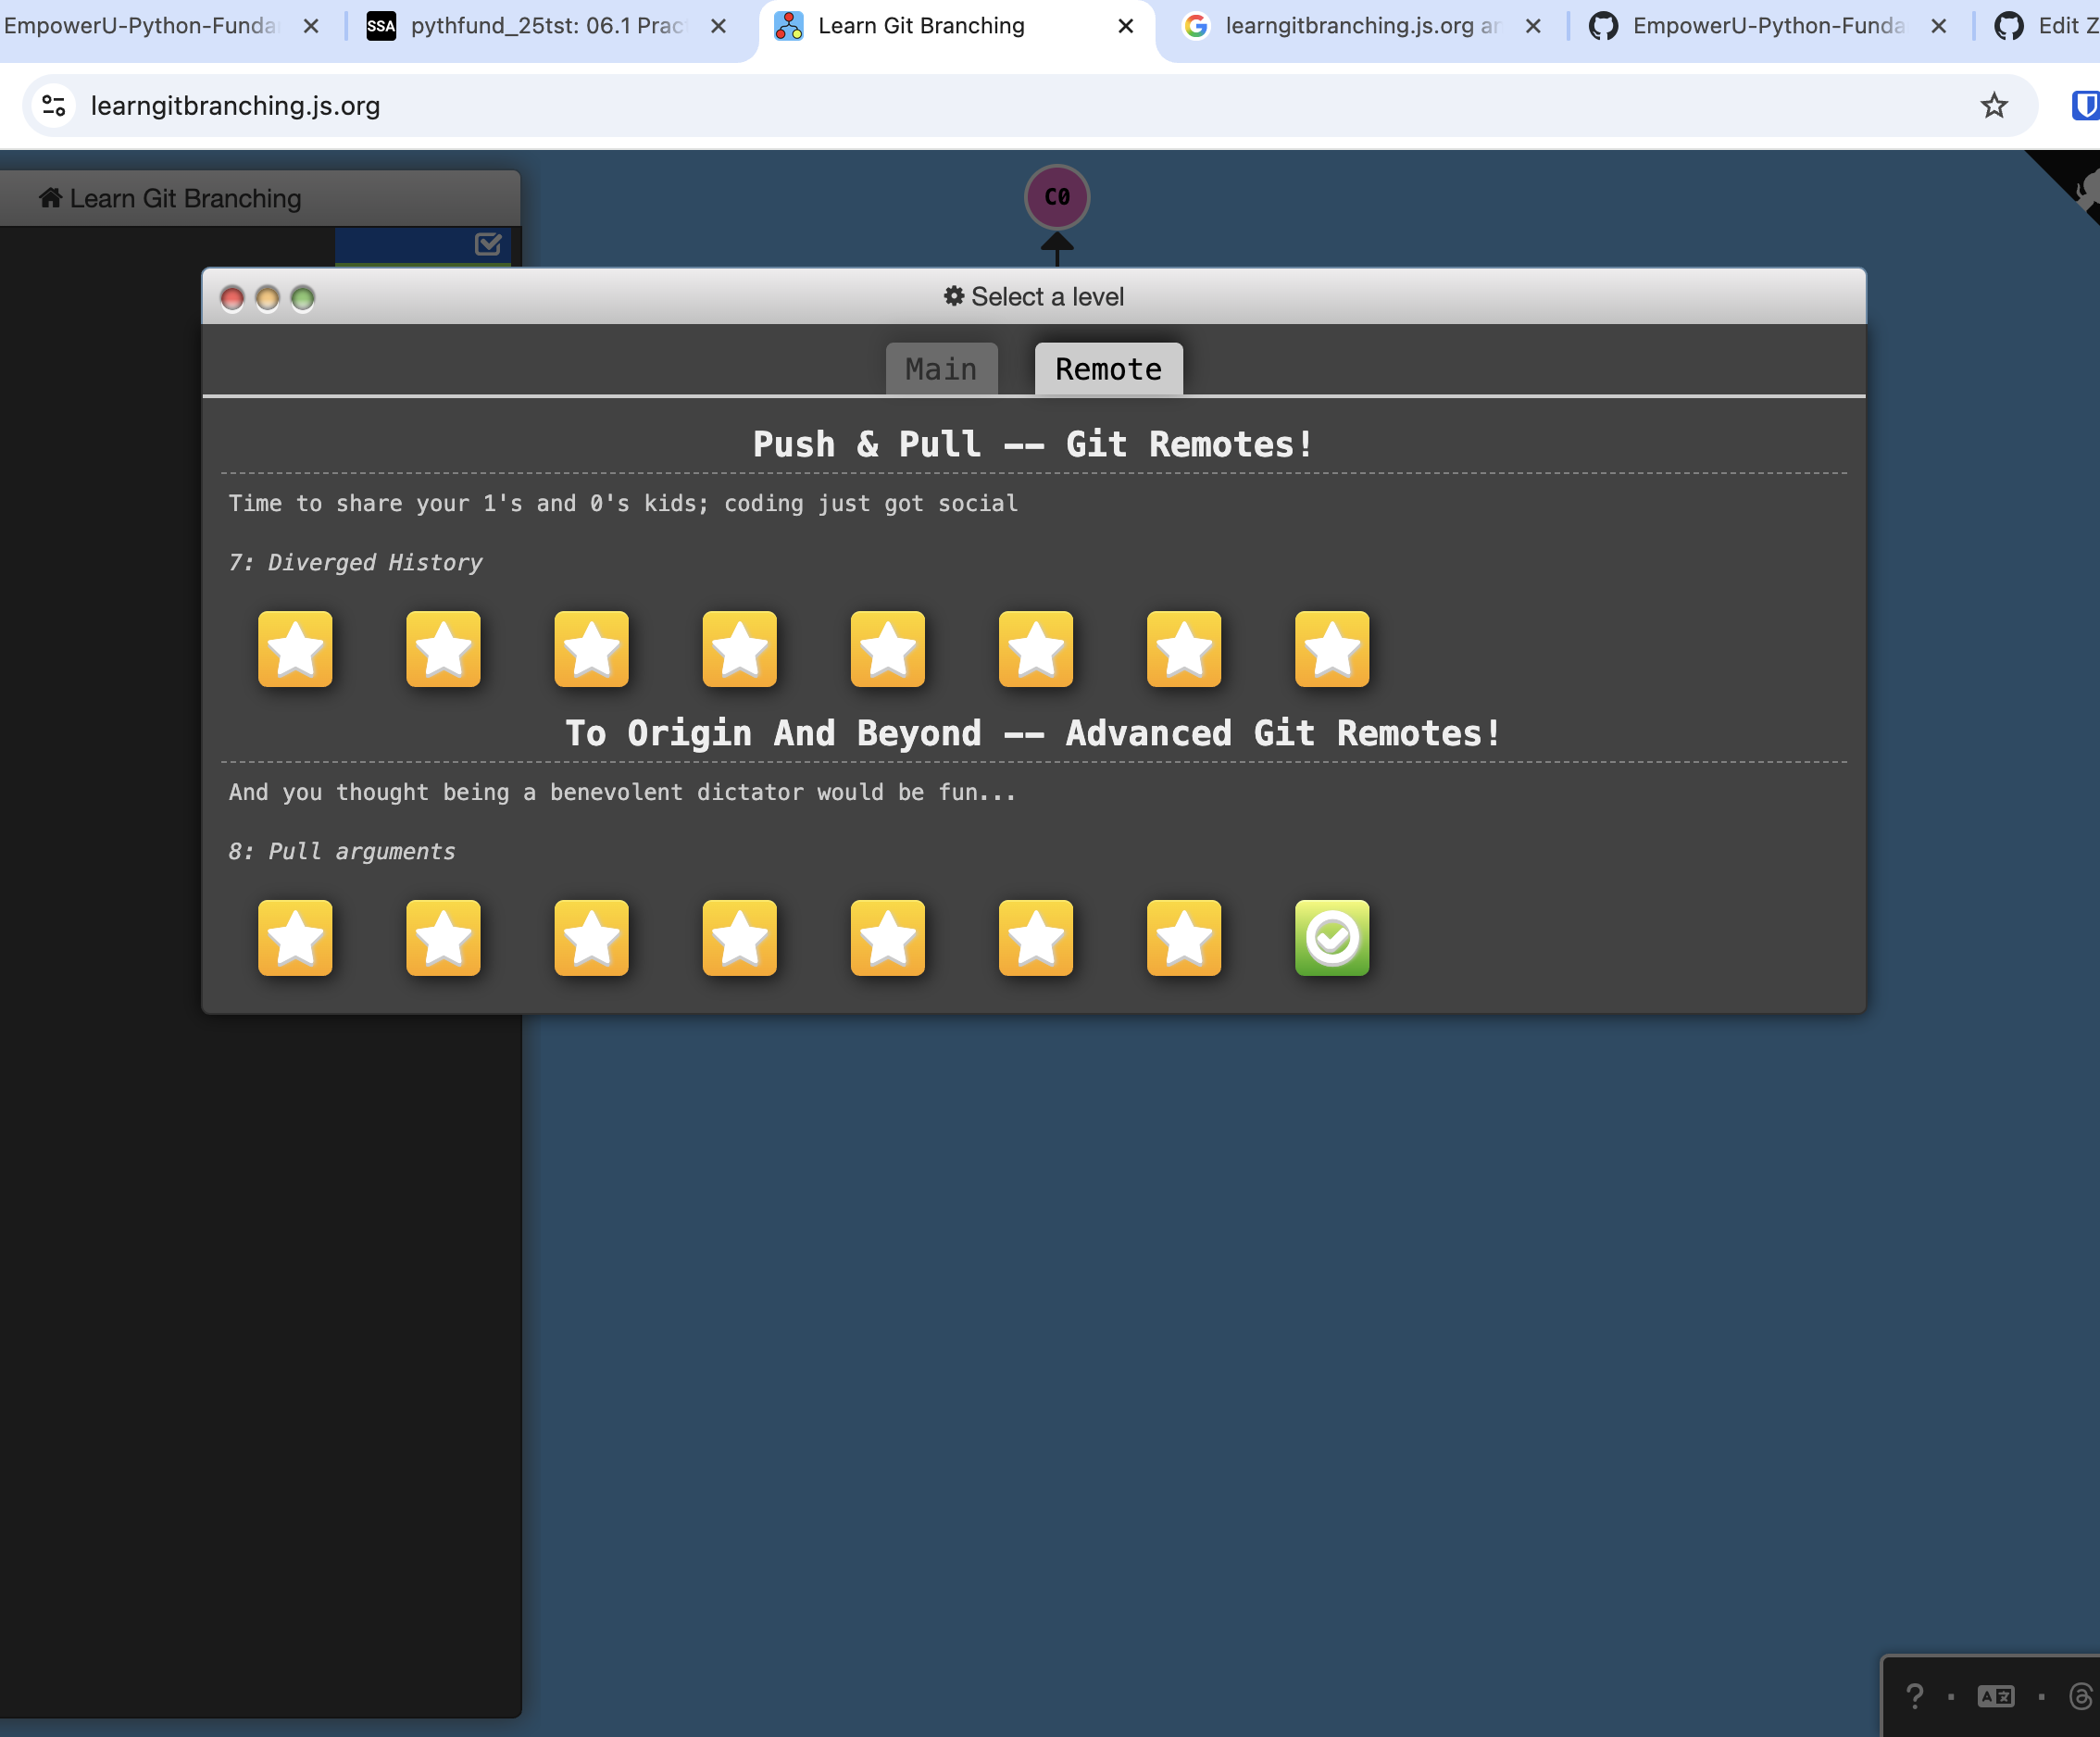 EmpowerU-Python-Funda
SSA pythfund_25tst: 06.1 Prac
Learn Git Branching
learngitbranching.js.org an
EmpowerU-Python-Funda
Edit Z
learngitbranching.js.org
Learn Git Branching
C0
Select a level
Main
Remote
Push & Pull -- Git Remotes!
Time to share your 1's and 0's kids; coding just got social
7: Diverged History
To Origin And Beyond -- Advanced Git Remotes!
And you thought being a benevolent dictator would be fun...
8: Pull arguments
? · A ·